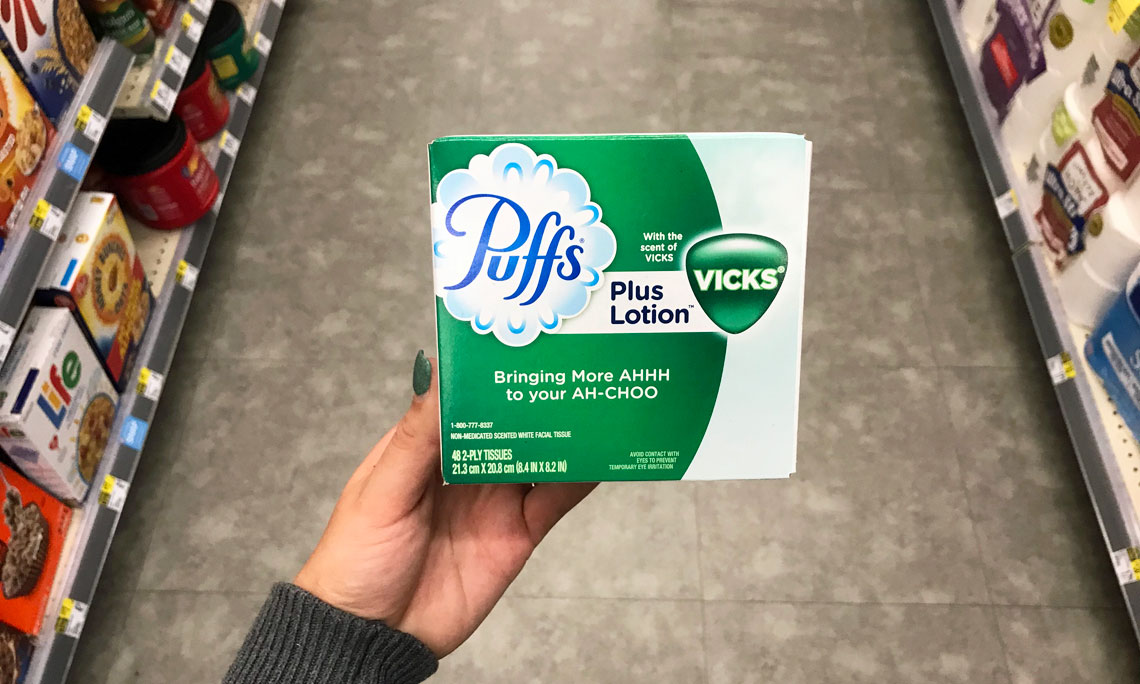 Puffs®
With the
scent of
VICKS
VICKS®
Plus
Lotion™
Bringing More AHHH
to your AH-CHOO
1-800-777-8337
NON-MEDICATED SCENTED WHITE FACIAL TISSUE
48 2-PLY TISSUES
21.3 cm X 20.8 cm (8.4 IN X 8.2 IN)
AVOID CONTACT WITH
EYES TO PREVENT
TEMPORARY EYE IRRITATION
Life